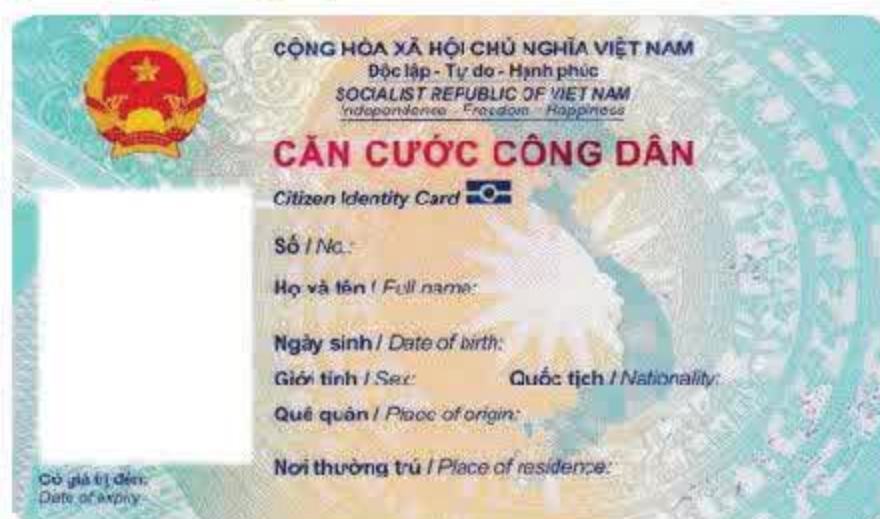 CỘNG HÒA XÃ HỘI CHỦ NGHĨA VIỆT NAM
Độc lập - Tự do - Hạnh phúc
SOCIALIST REPUBLIC OF VIET NAM
Independence - Freedom - Happiness
CĂN CƯỚC CÔNG DÂN
Citizen Identity Card
Số / No.:
Họ và tên / Full name:
Ngày sinh / Date of birth:
Giới tính / Sex: Quốc tịch / Nationality:
Quê quán / Place of origin:
Nơi thường trú / Place of residence:
Có giá trị đến:
Date of expiry